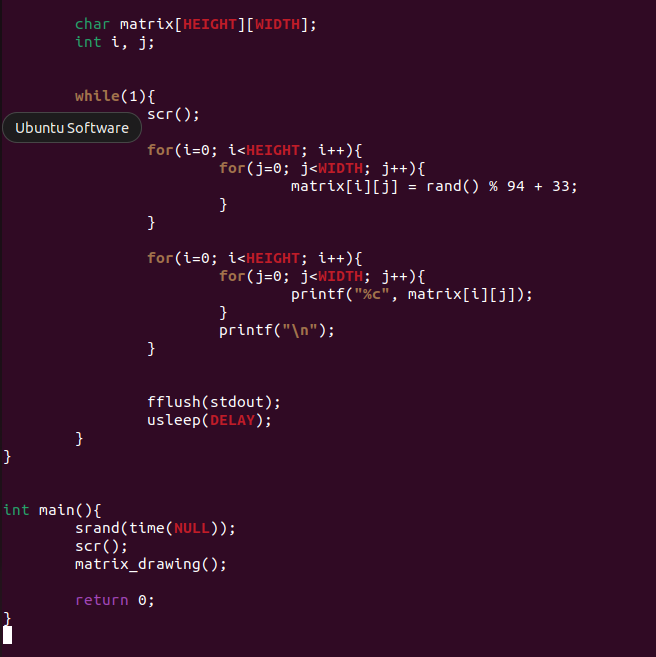 char matrix[HEIGHT][WIDTH];
int i, j;
while(1){
scr();
Ubuntu Software
for(i=0; i<HEIGHT; i++){
for(j=0; j<WIDTH; j++){
matrix[i][j] = rand() % 94 + 33;
}
}
for(i=0; i<HEIGHT; i++){
for(j=0; j<WIDTH; j++){
printf("%c", matrix[i][j]);
}
printf("\n");
}
fflush(stdout);
usleep(DELAY);
}
}
int main(){
srand(time(NULL));
scr();
matrix_drawing();
return 0;
}